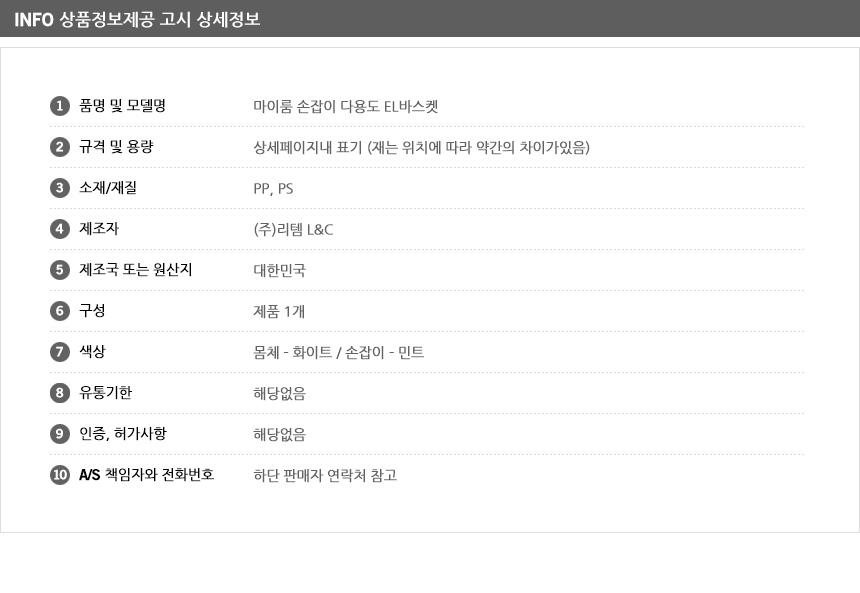 INFO 상품정보제공 고시 상세정보
1 품명 및 모델명 마이룸 손잡이 다용도 EL바스켓
2 규격 및 용량 상세페이지내 표기 (재는 위치에 따라 약간의 차이가있음)
3 소재/재질 PP, PS
4 제조자 (주)리템 L&C
5 제조국 또는 원산지 대한민국
6 구성 제품 1개
7 색상 몸체 - 화이트 / 손잡이 - 민트
8 유통기한 해당없음
9 인증, 허가사항 해당없음
10 A/S 책임자와 전화번호 하단 판매자 연락처 참고